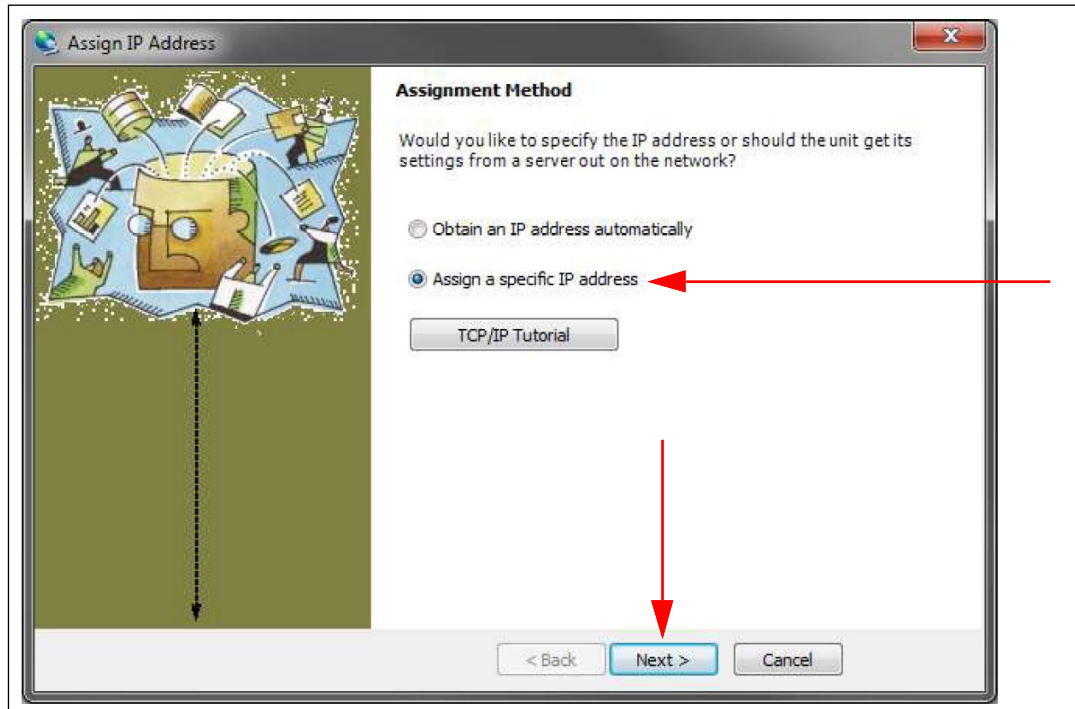 Assign IP Address
Assignment Method
Would you like to specify the IP address or should the unit get its
settings from a server out on the network?
Obtain an IP address automatically
Assign a specific IP address
TCP/IP Tutorial
< Back
Next >
Cancel